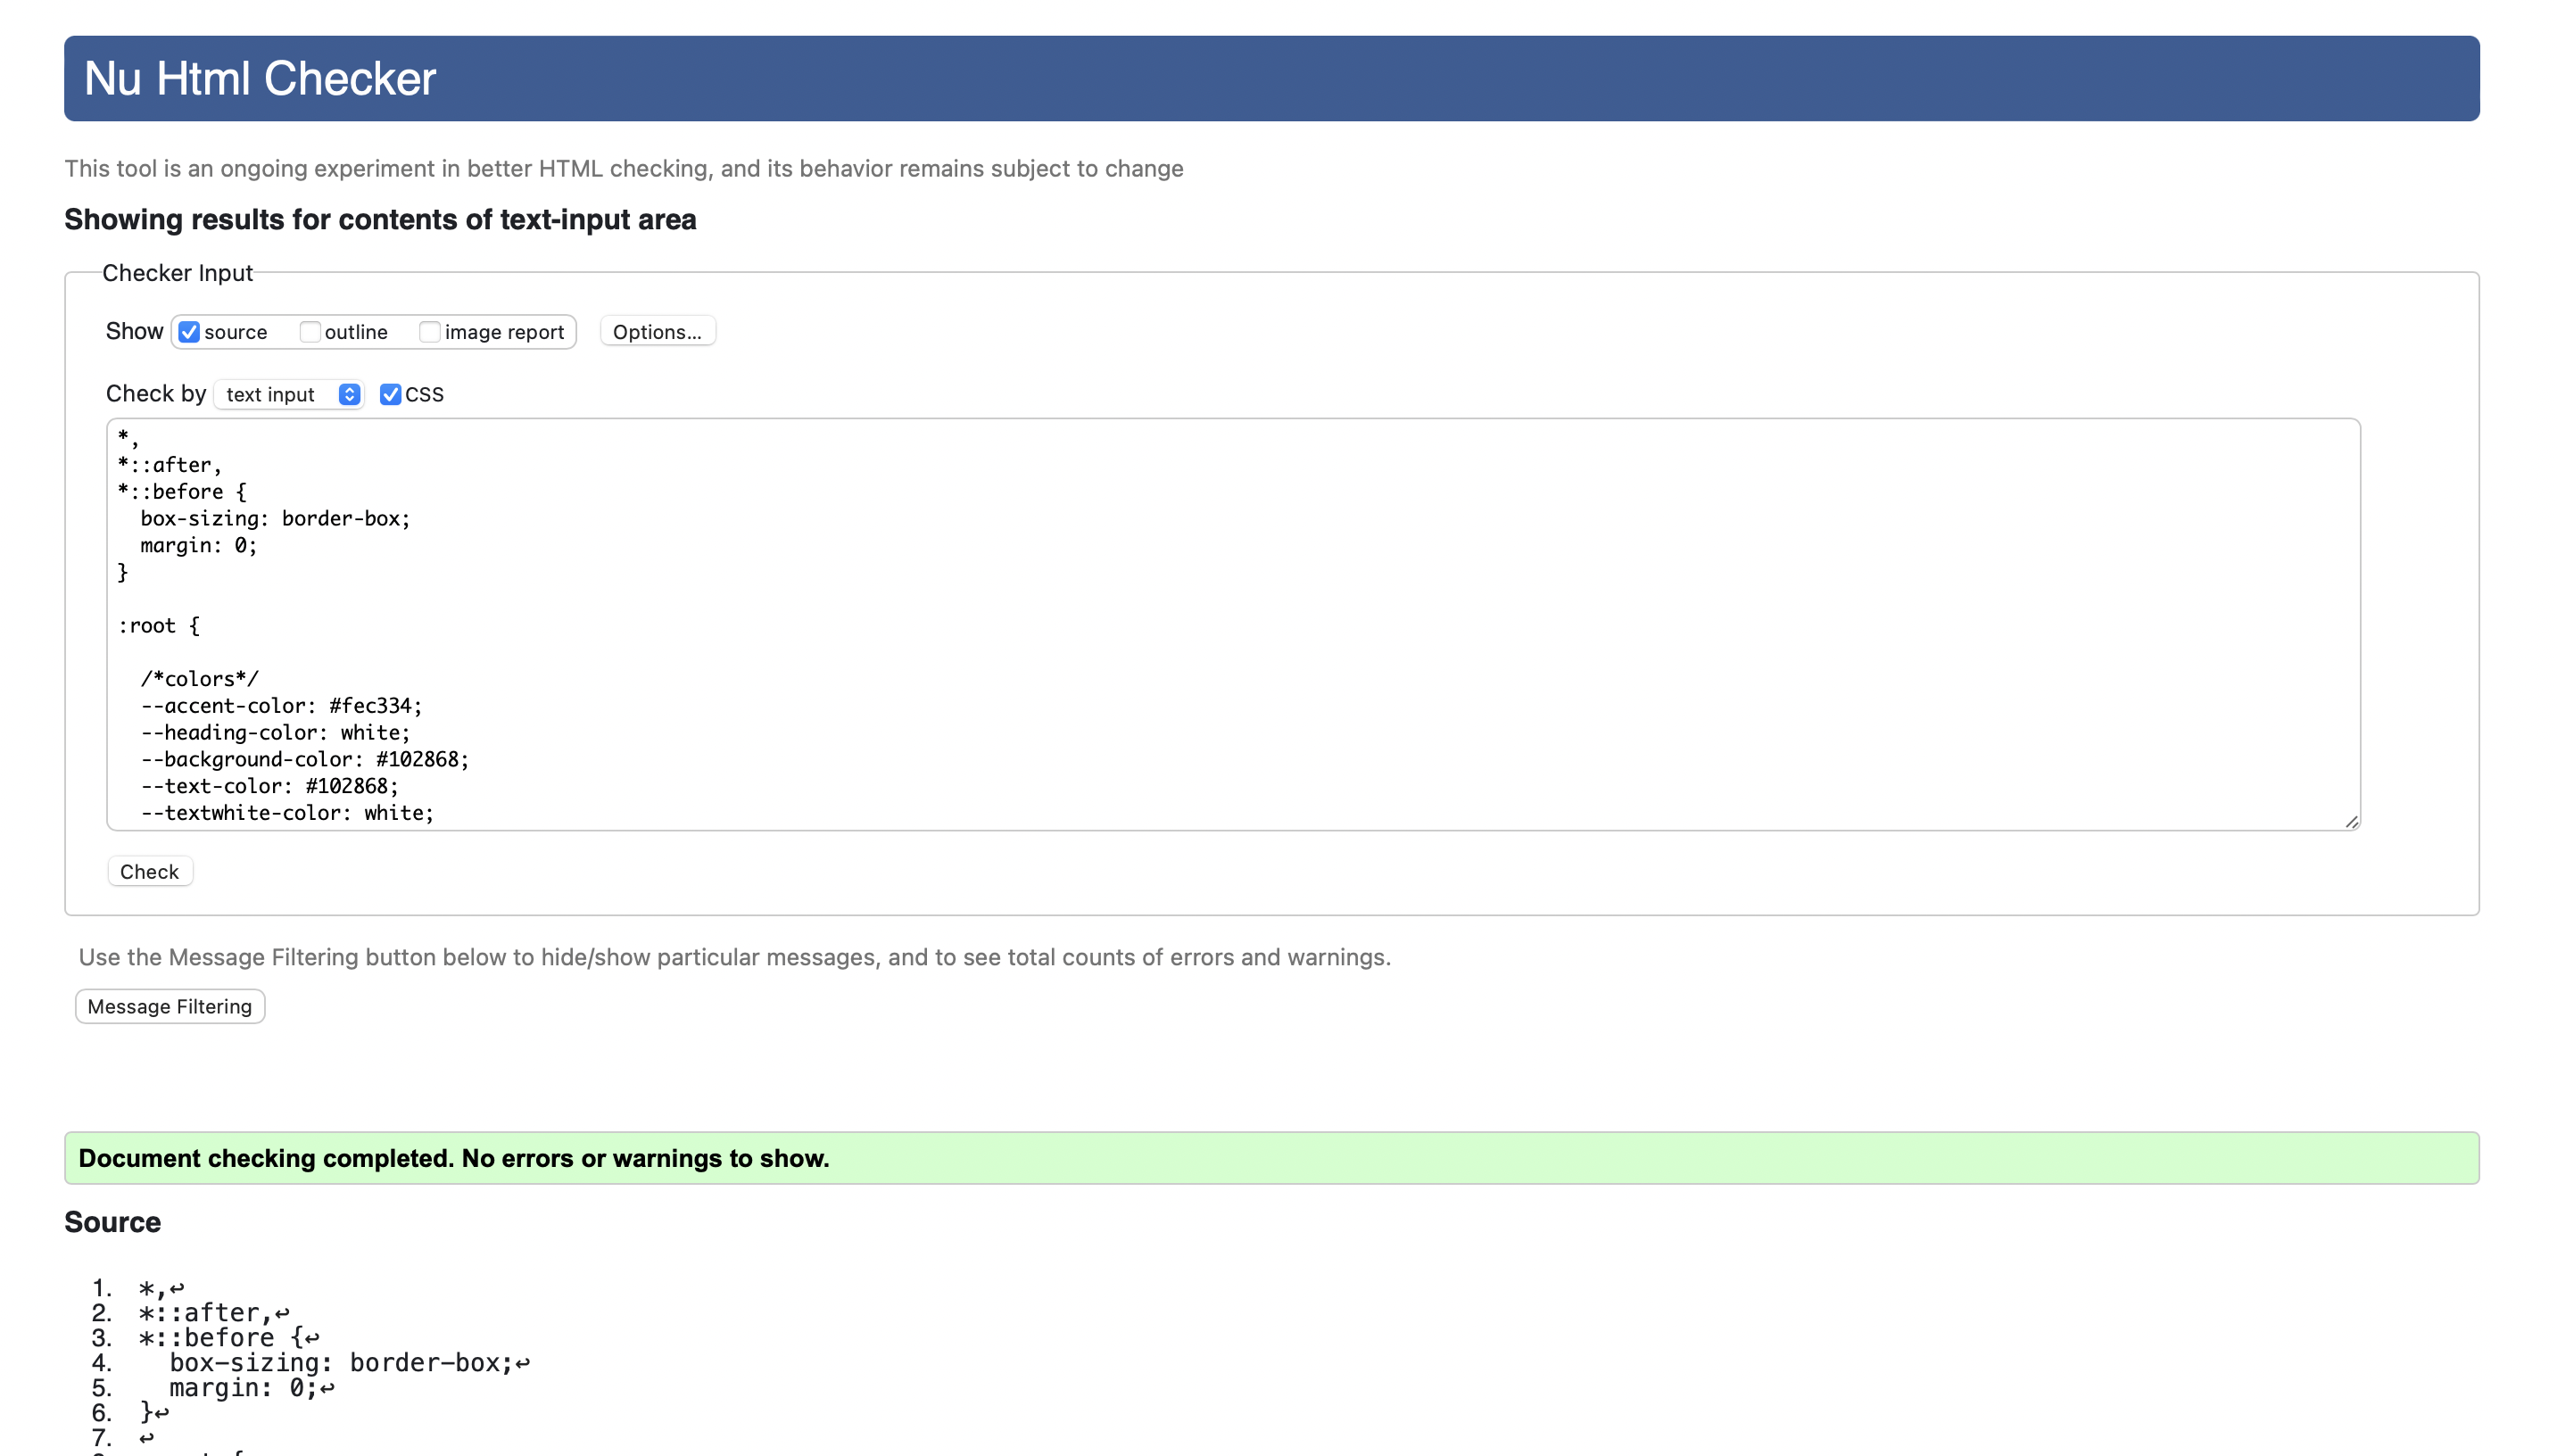 Nu Html Checker
This tool is an ongoing experiment in better HTML checking, and its behavior remains subject to change
Showing results for contents of text-input area
Checker Input
Show source outline image report Options...
Check by text input CSS
*,
*::after,
*::before {
  box-sizing: border-box;
  margin: 0;
}
:root {
  /*colors*/
  --accent-color: #fec334;
  --heading-color: white;
  --background-color: #102868;
  --text-color: #102868;
  --textwhite-color: white;
Check
Use the Message Filtering button below to hide/show particular messages, and to see total counts of errors and warnings.
Message Filtering
Document checking completed. No errors or warnings to show.
Source
1. *,↩
2. *::after,↩
3. *::before {↩
4.   box-sizing: border-box;↩
5.   margin: 0;↩
6. }↩
7. ↩